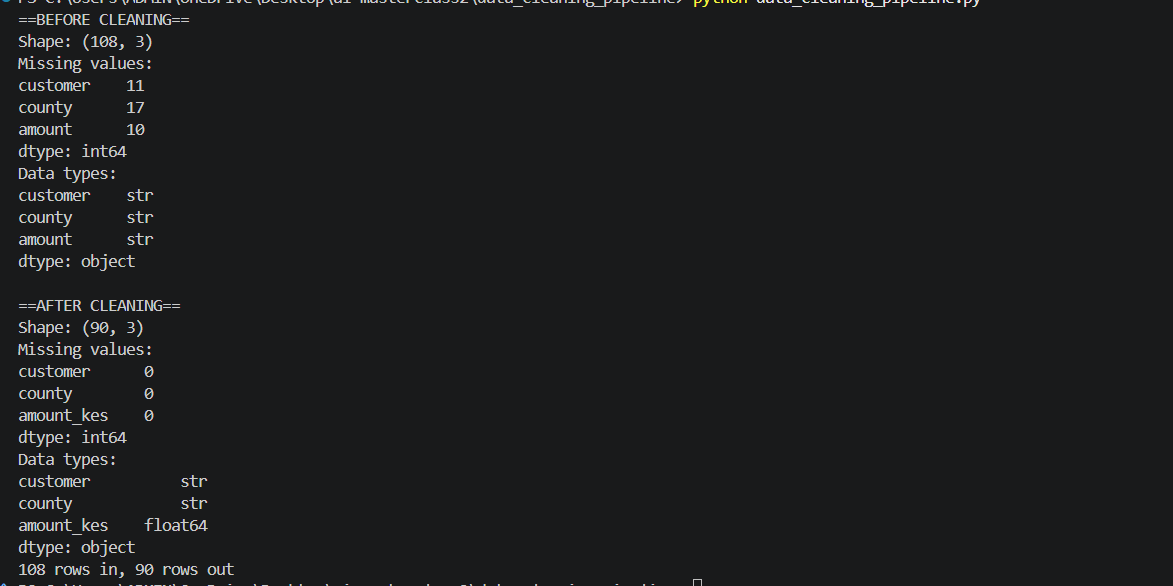 ==BEFORE CLEANING==
Shape: (108, 3)
Missing values:
customer    11
county      17
amount      10
dtype: int64
Data types:
customer    str
county      str
amount      str
dtype: object

==AFTER CLEANING==
Shape: (90, 3)
Missing values:
customer      0
county        0
amount_kes    0
dtype: int64
Data types:
customer          str
county            str
amount_kes    float64
dtype: object
108 rows in, 90 rows out